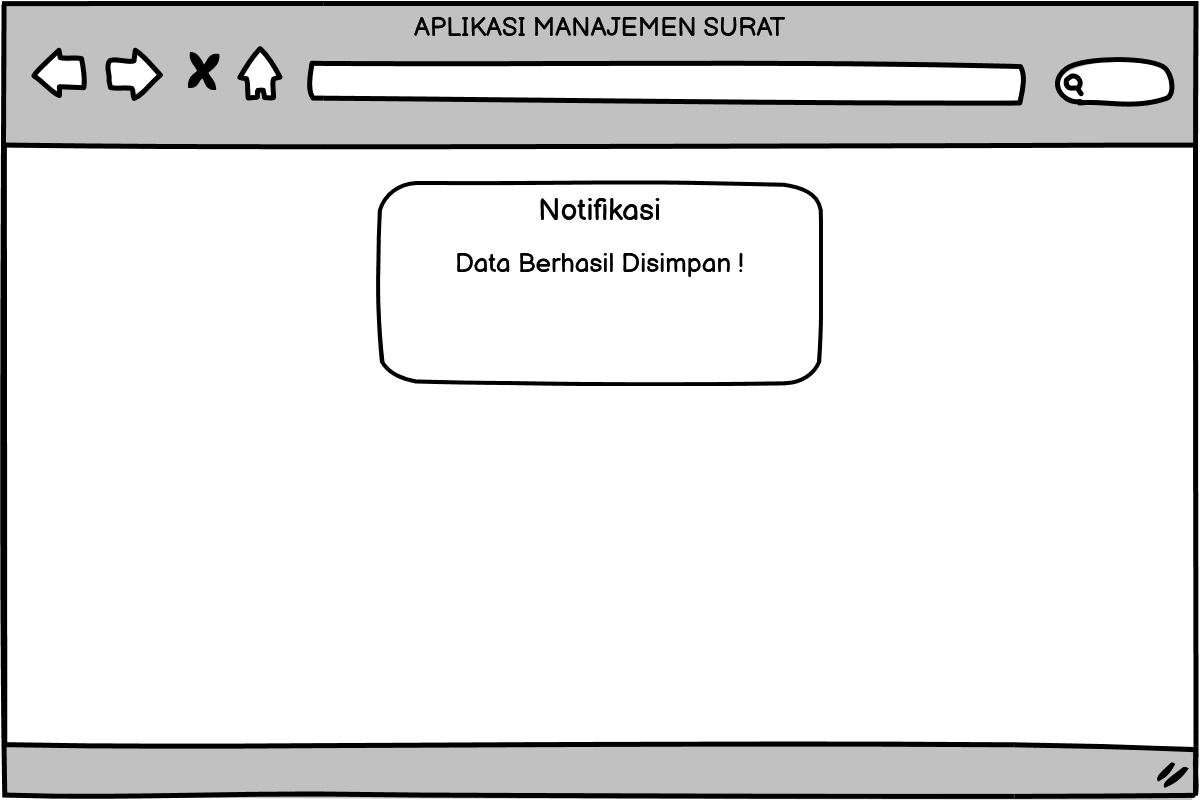 APLIKASI MANAJEMEN SURAT
Notifikasi
Data Berhasil Disimpan !